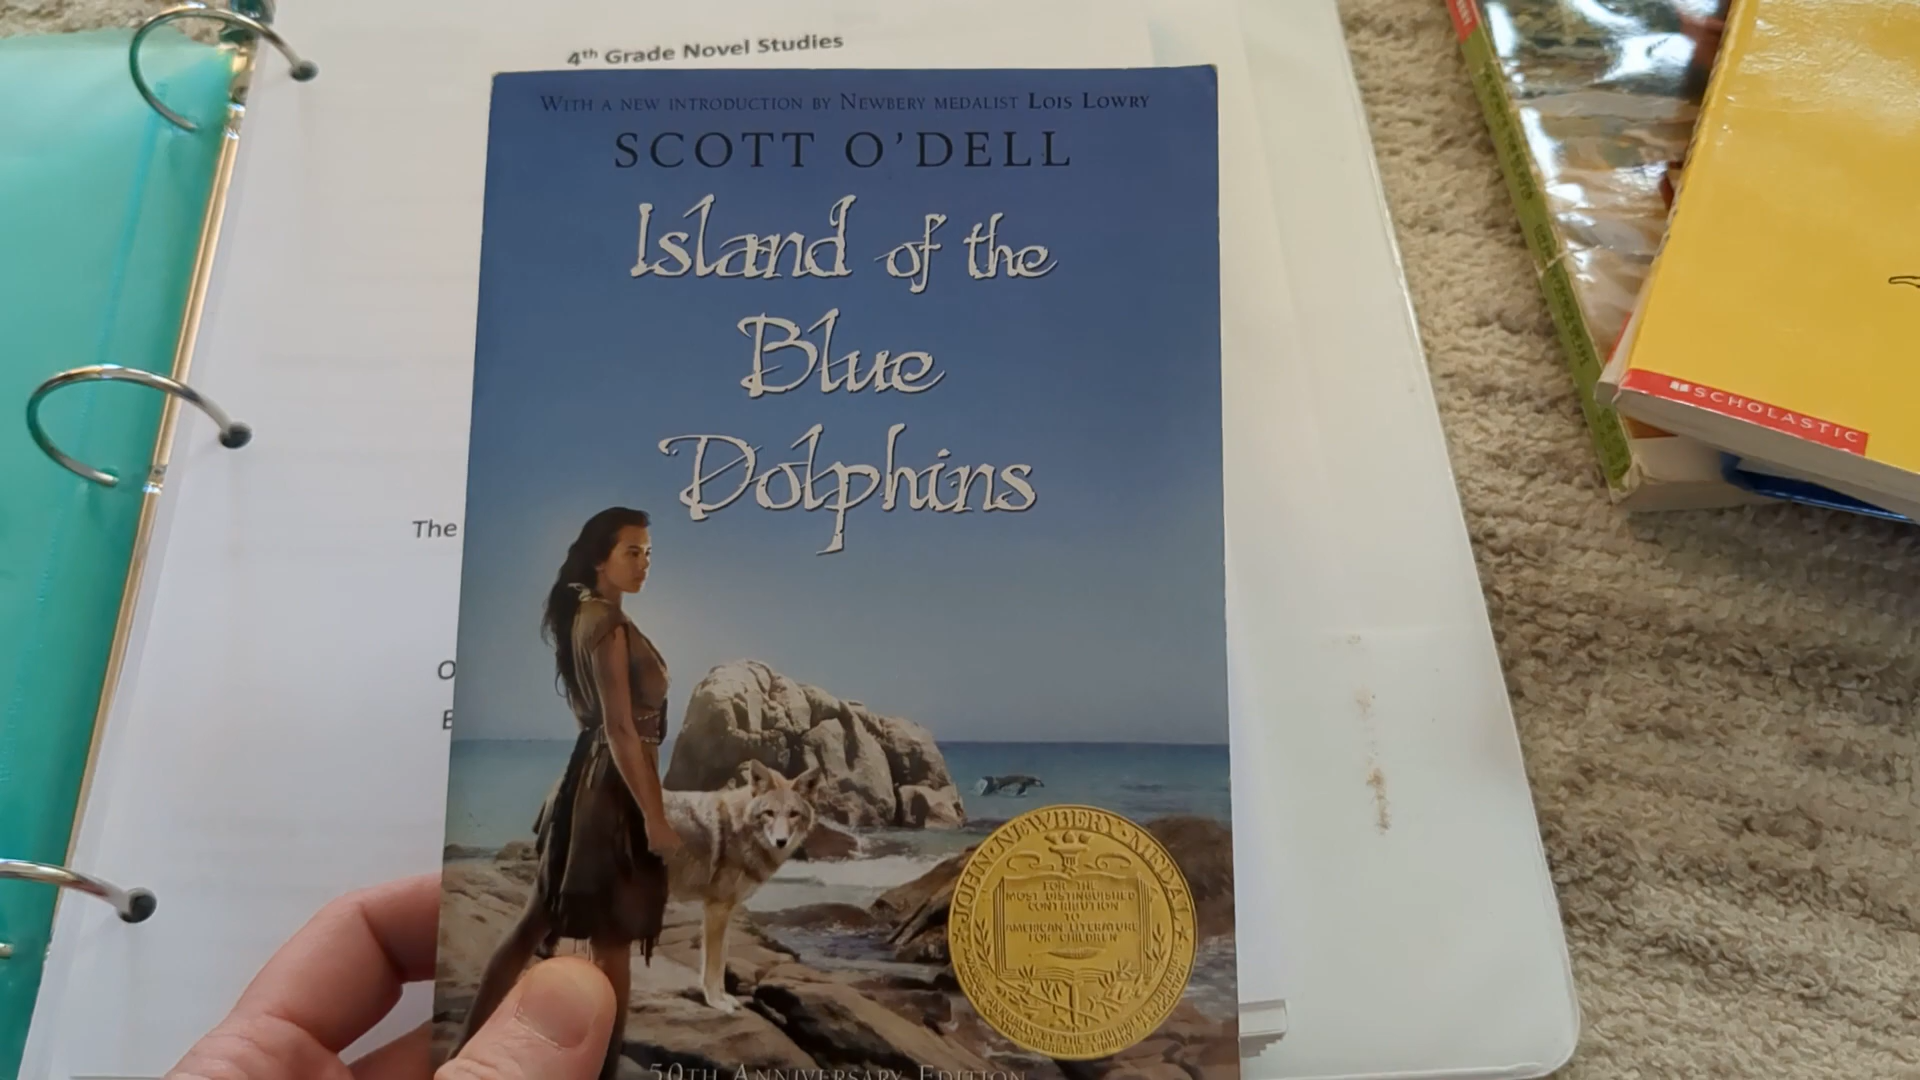 4th Grade Novel Studies
WITH A NEW INTRODUCTION BY NEWBERY MEDALIST LOIS LOWRY
SCOTT O'DELL
Island of the
Blue
Dolphins
The
O
E
JOHN NEWBERY MEDAL
FOR THE
MOST DISTINGUISHED
CONTRIBUTION
TO
AMERICAN LITERATURE
FOR CHILDREN
50TH ANNIVERSARY EDITION
SCHOLASTIC